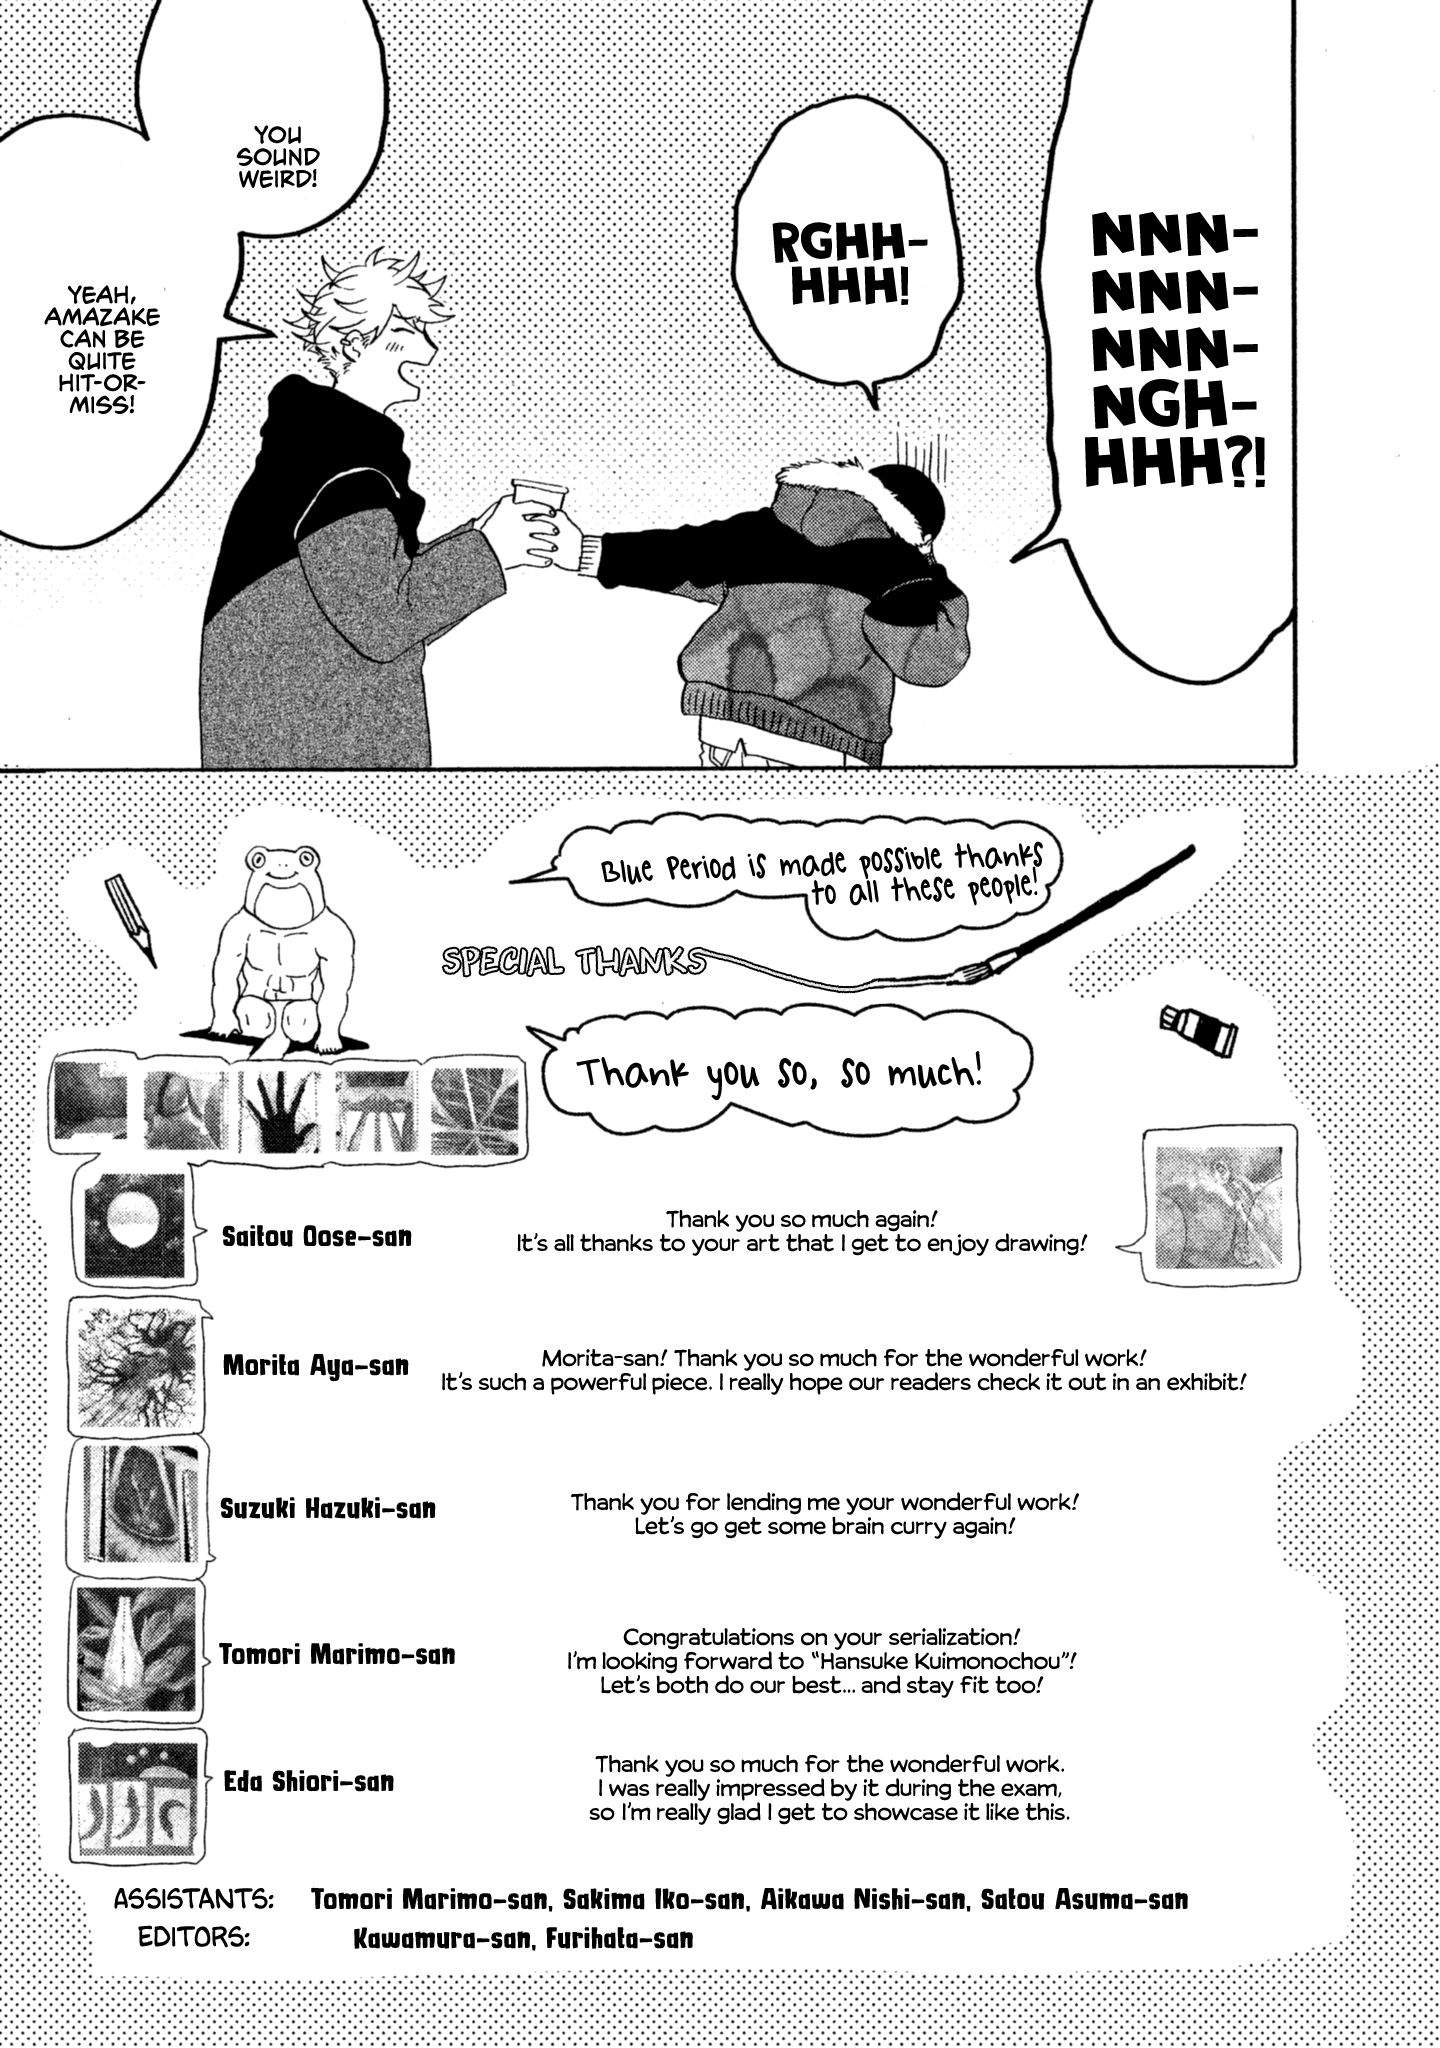 NNN-
NNN-
NNN-
NGH-
HHH?!
RGHH-
HHH!
YOU
SOUND
WEIRD!
YEAH,
AMAZAKE
CAN BE
QUITE
HIT-OR-
MISS!
Blue Period is made possible thanks
to all these people!
SPECIAL THANKS
Thank you so, so much!
Saitou Oose-san
Thank you so much again!
It's all thanks to your art that I get to enjoy drawing!
Morita Aya-san
Morita-san! Thank you so much for the wonderful work!
It's such a powerful piece. I really hope our readers check it out in an exhibit!
Suzuki Hazuki-san
Thank you for lending me your wonderful work!
Let's go get some brain curry again!
Tomori Marimo-san
Congratulations on your serialization!
I'm looking forward to "Hansuke Kuimonochou"!
Let's both do our best... and stay fit too!
Eda Shiori-san
Thank you so much for the wonderful work.
I was really impressed by it during the exam,
so I'm really glad I get to showcase it like this.
ASSISTANTS: Tomori Marimo-san, Sakima Iko-san, Aikawa Nishi-san, Satou Asuma-san
EDITORS: Kawamura-san, Furihata-san